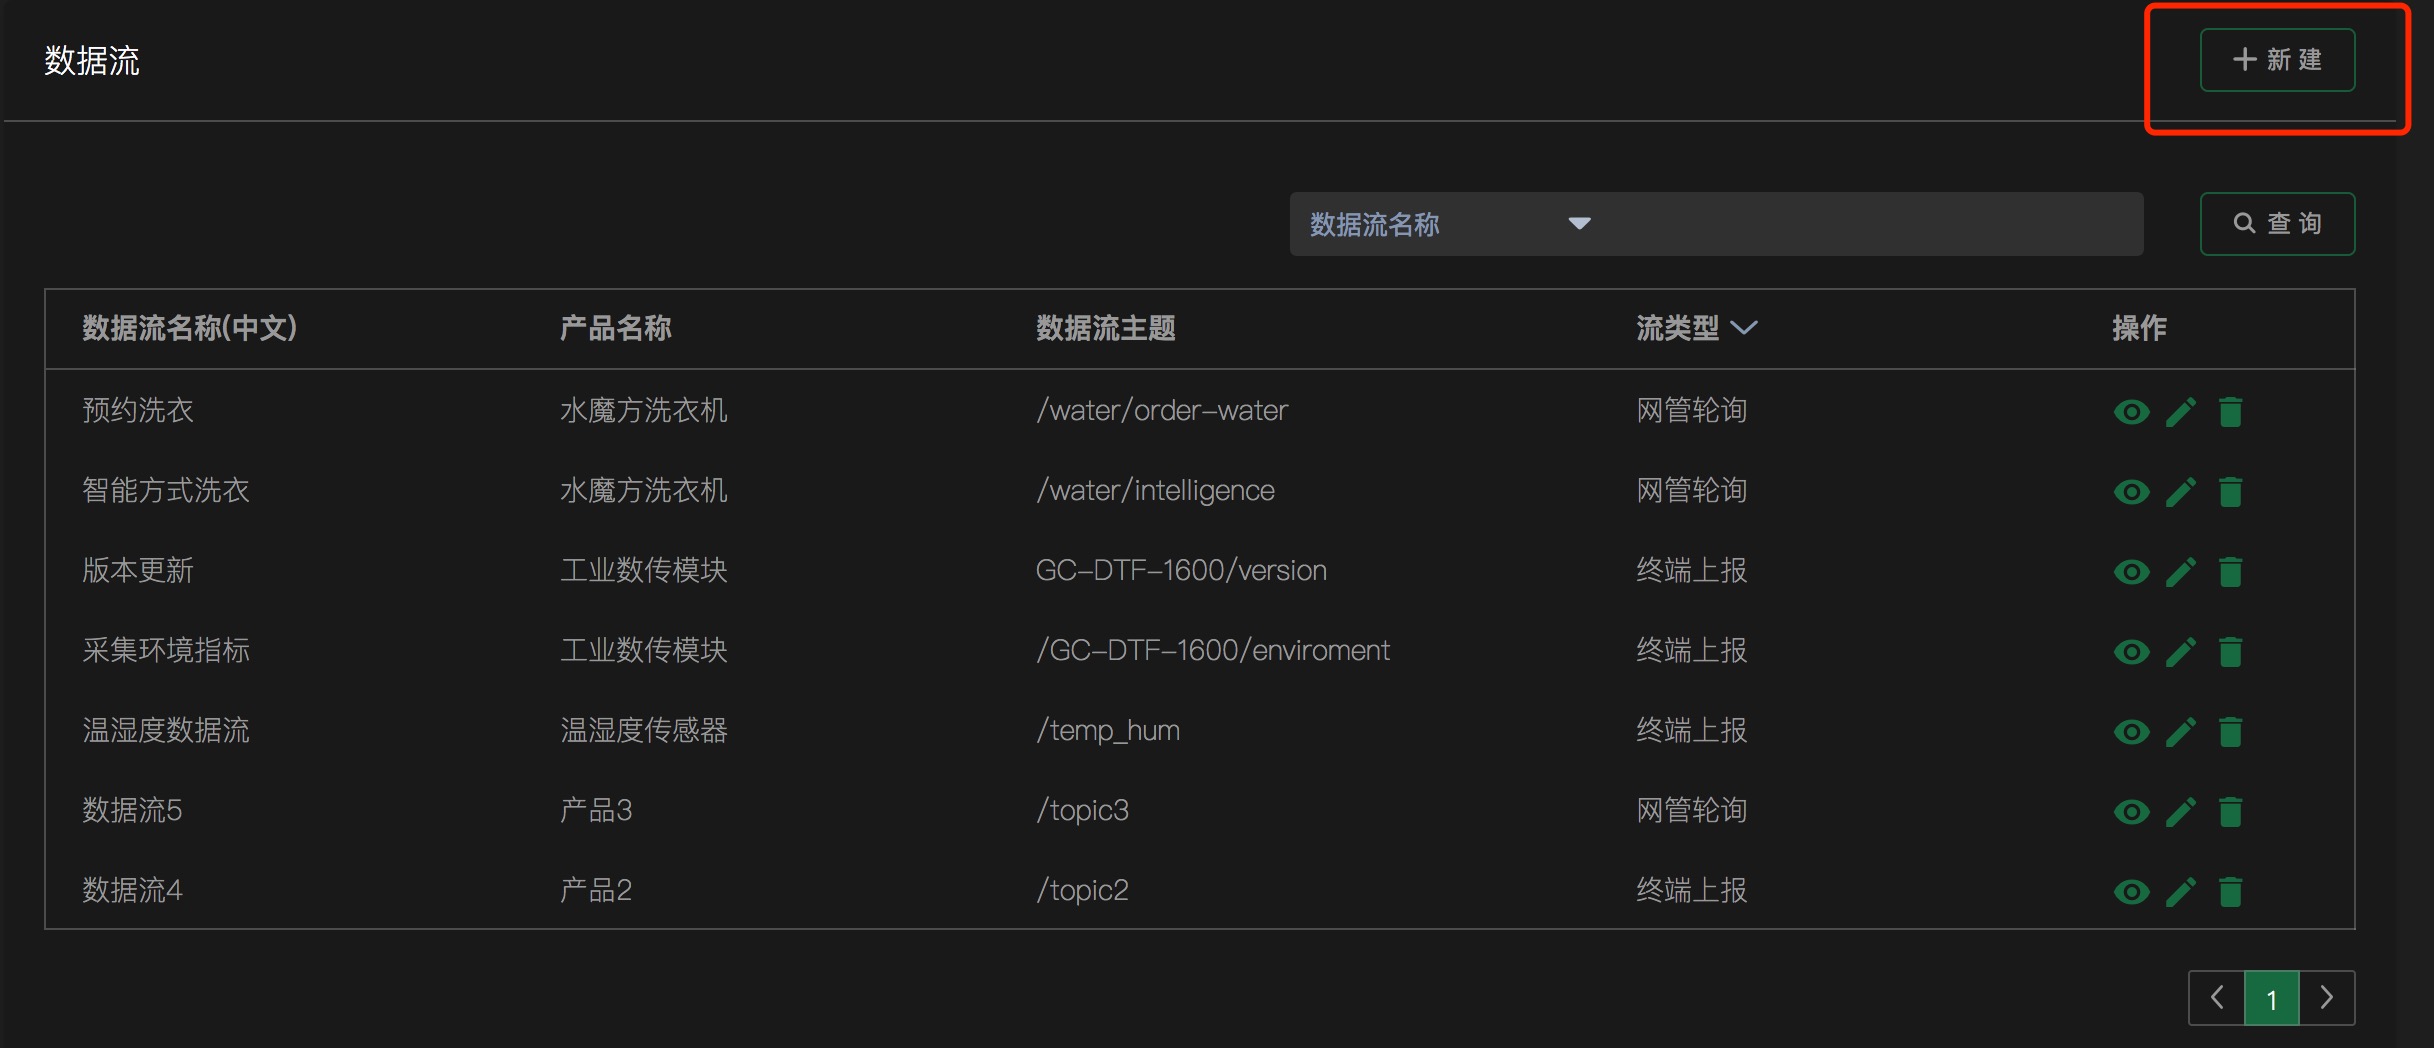 数据流
新建
数据流名称
查询
数据流名称(中文) 产品名称 数据流主题 流类型 操作
预约洗衣 水魔方洗衣机 /water/order-water 网管轮询
智能方式洗衣 水魔方洗衣机 /water/intelligence 网管轮询
版本更新 工业数传模块 GC-DTF-1600/version 终端上报
采集环境指标 工业数传模块 /GC-DTF-1600/enviroment 终端上报
温湿度数据流 温湿度传感器 /temp_hum 终端上报
数据流5 产品3 /topic3 网管轮询
数据流4 产品2 /topic2 终端上报
1